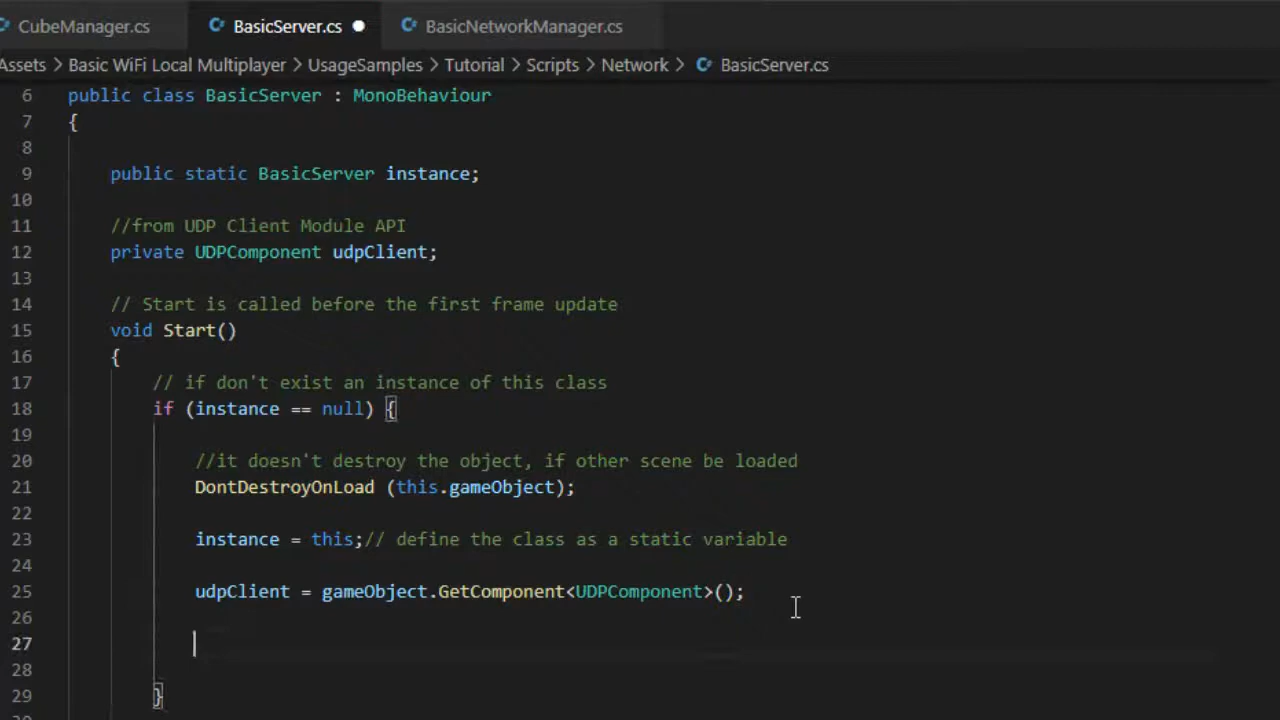 CubeManager.cs BasicServer.cs BasicNetworkManager.cs
Assets > Basic WiFi Local Multiplayer > UsageSamples > Tutorial > Scripts > Network > BasicServer.cs
6 public class BasicServer : MonoBehaviour
7 {
8
9 public static BasicServer instance;
10
11 //from UDP Client Module API
12 private UDPComponent udpClient;
13
14 // Start is called before the first frame update
15 void Start()
16 {
17 // if don't exist an instance of this class
18 if (instance == null) {
19
20 //it doesn't destroy the object, if other scene be loaded
21 DontDestroyOnLoad (this.gameObject);
22
23 instance = this;// define the class as a static variable
24
25 udpClient = gameObject.GetComponent<UDPComponent>();
26
27
28
29 }